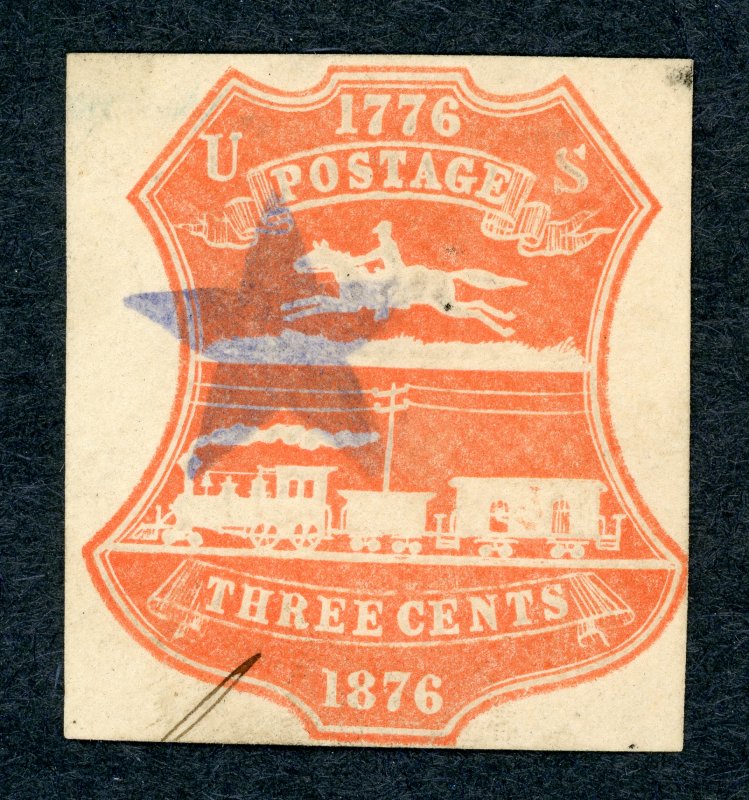 1776
U S
POSTAGE
THREE CENTS
1876